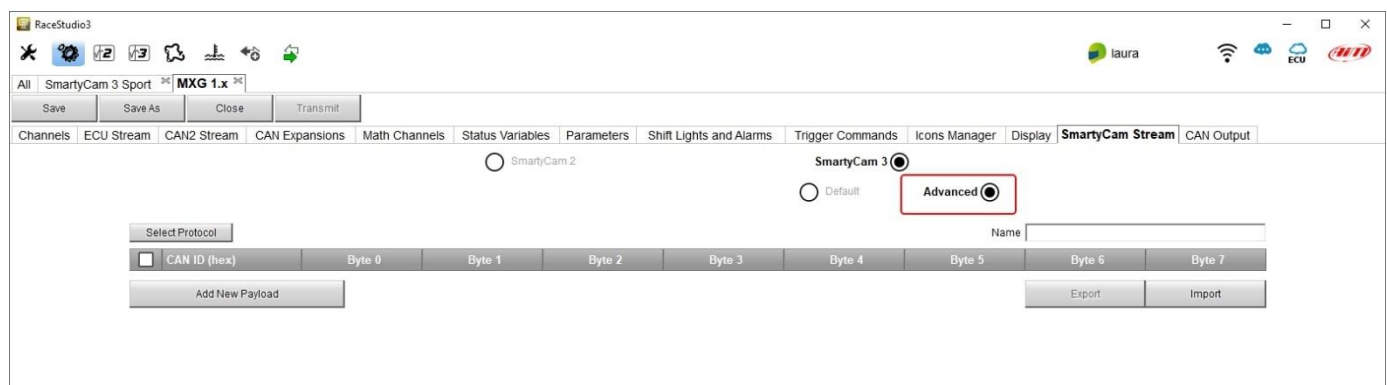 RaceStudio3
laura
ECU
AIM
All SmartyCam 3 Sport MXG 1.x
Save Save As Close Transmit
Channels ECU Stream CAN2 Stream CAN Expansions Math Channels Status Variables Parameters Shift Lights and Alarms Trigger Commands Icons Manager Display SmartyCam Stream CAN Output
SmartyCam 2 SmartyCam 3
Default Advanced
Select Protocol Name
CAN ID (hex) Byte 0 Byte 1 Byte 2 Byte 3 Byte 4 Byte 5 Byte 6 Byte 7
Add New Payload Export Import